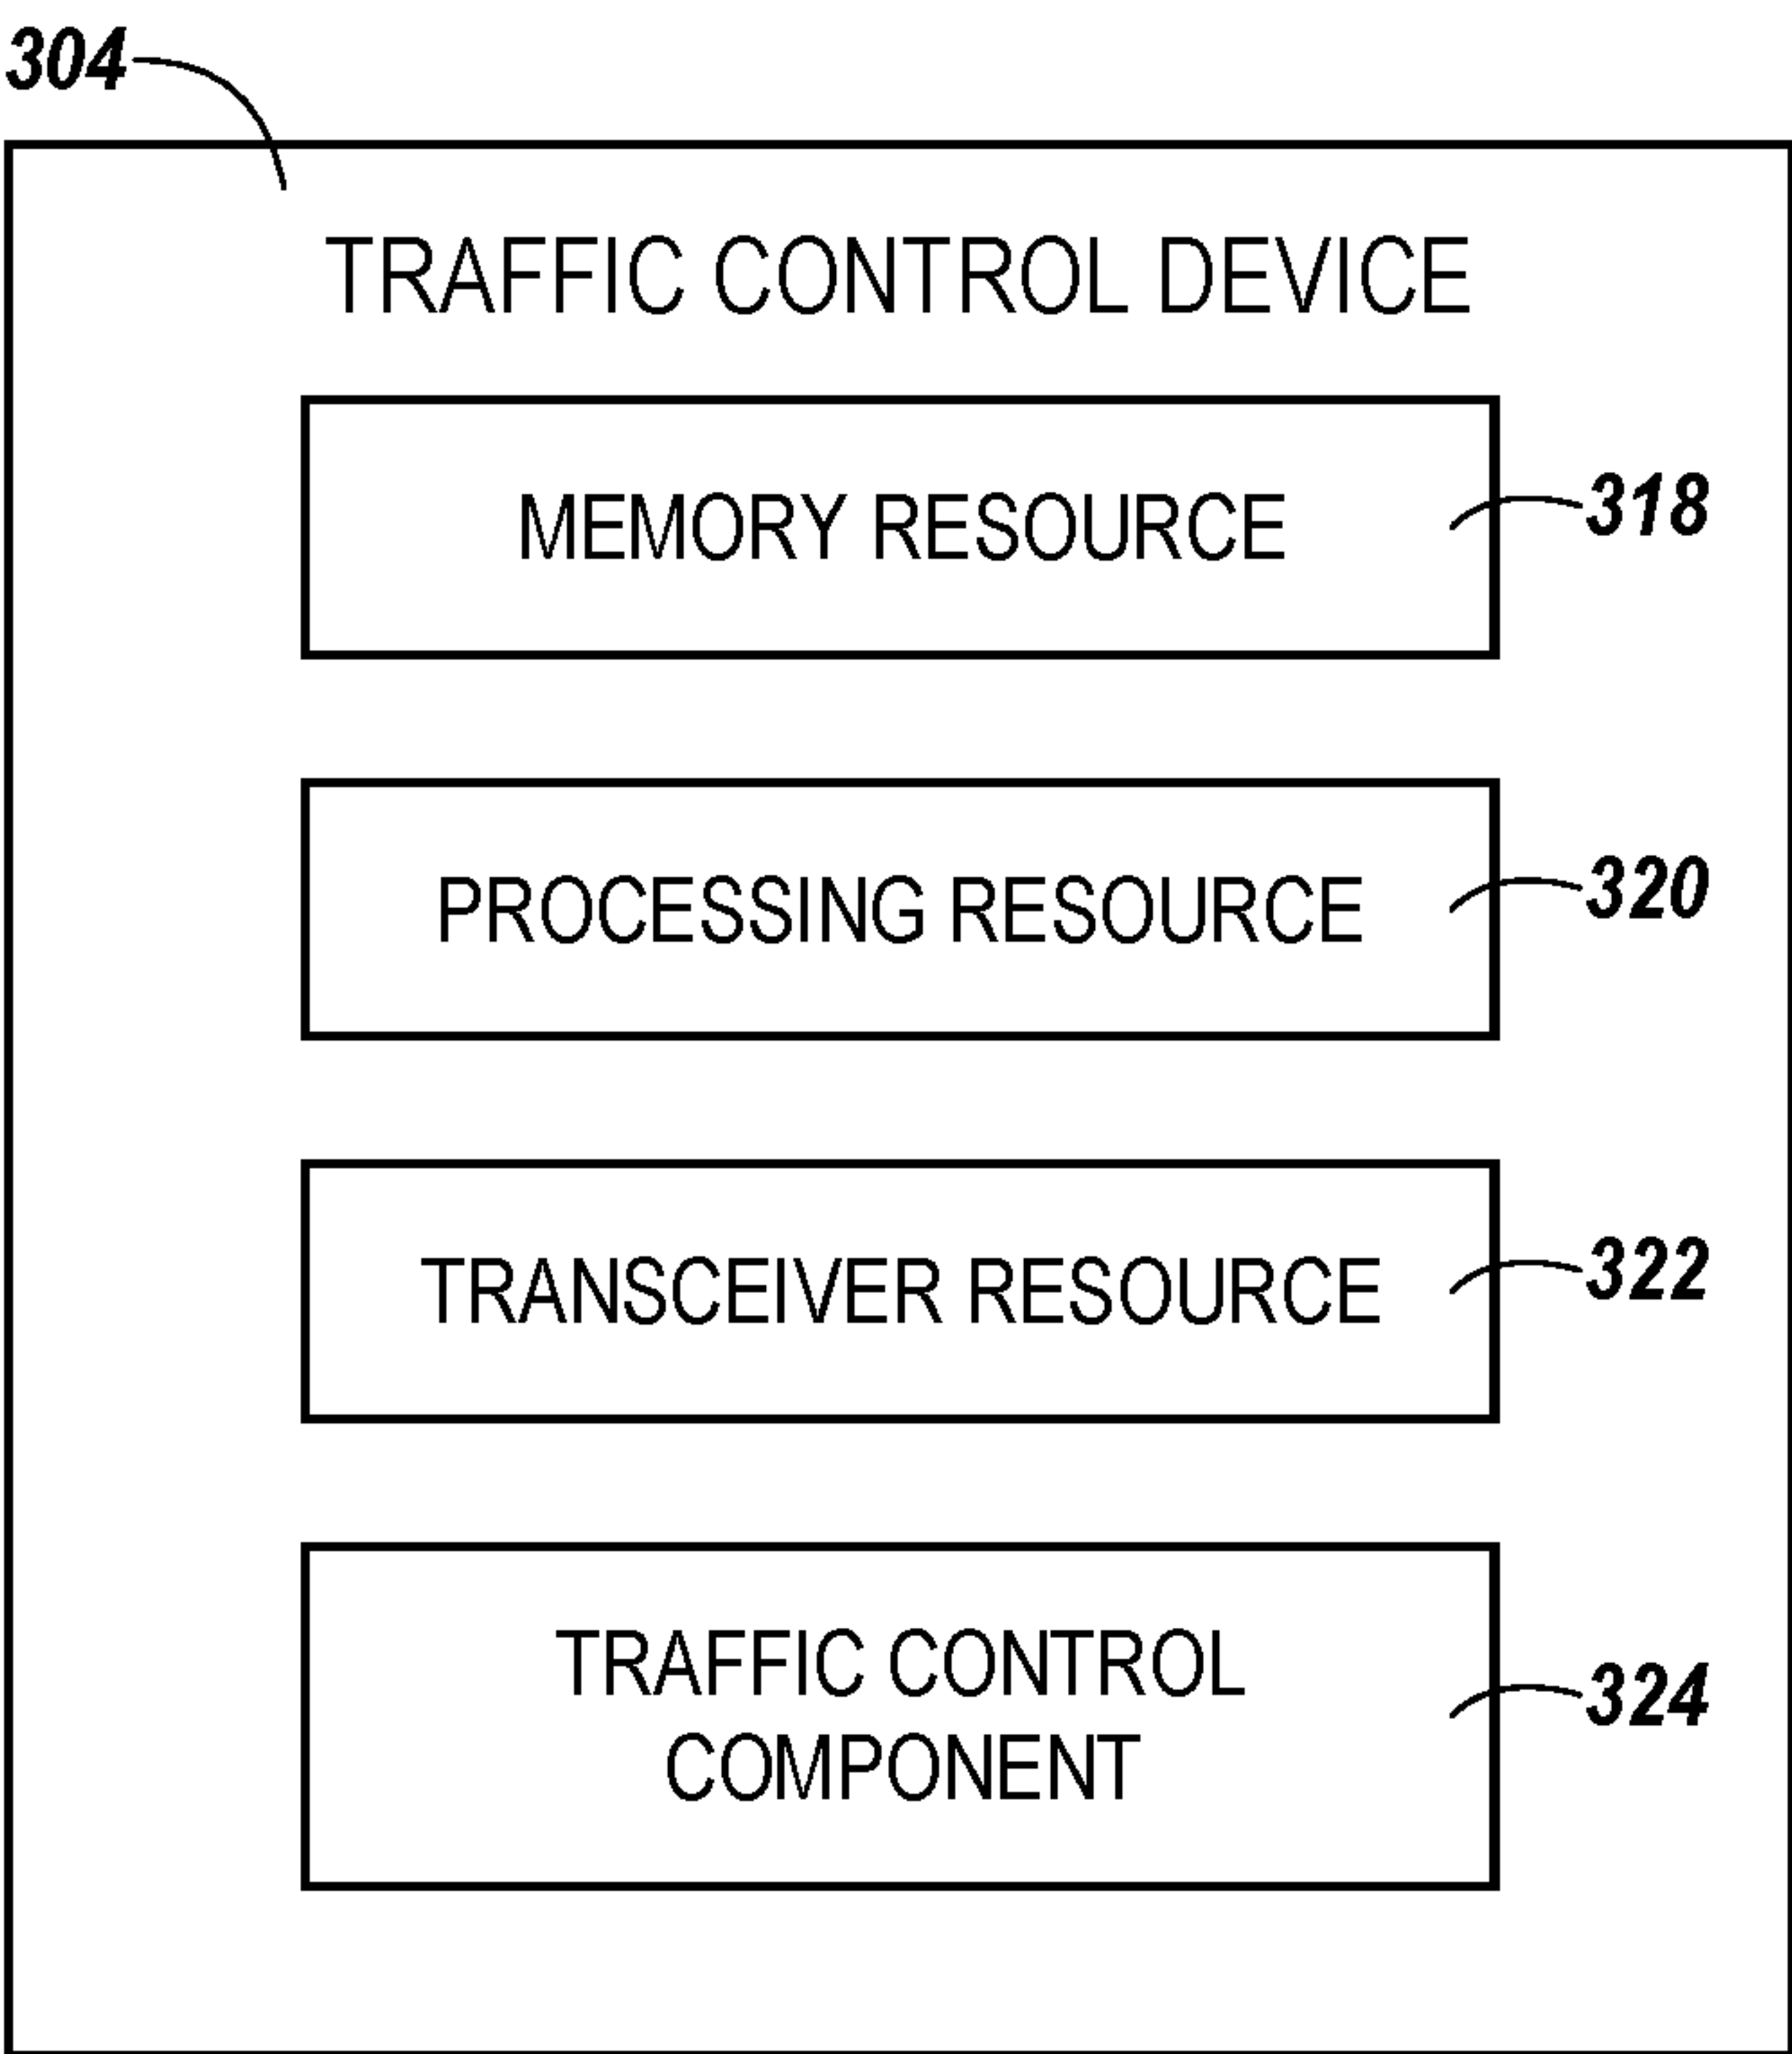 304
TRAFFIC CONTROL DEVICE
MEMORY RESOURCE
318
PROCESSING RESOURCE
320
TRANSCEIVER RESOURCE
322
TRAFFIC CONTROL
COMPONENT
324